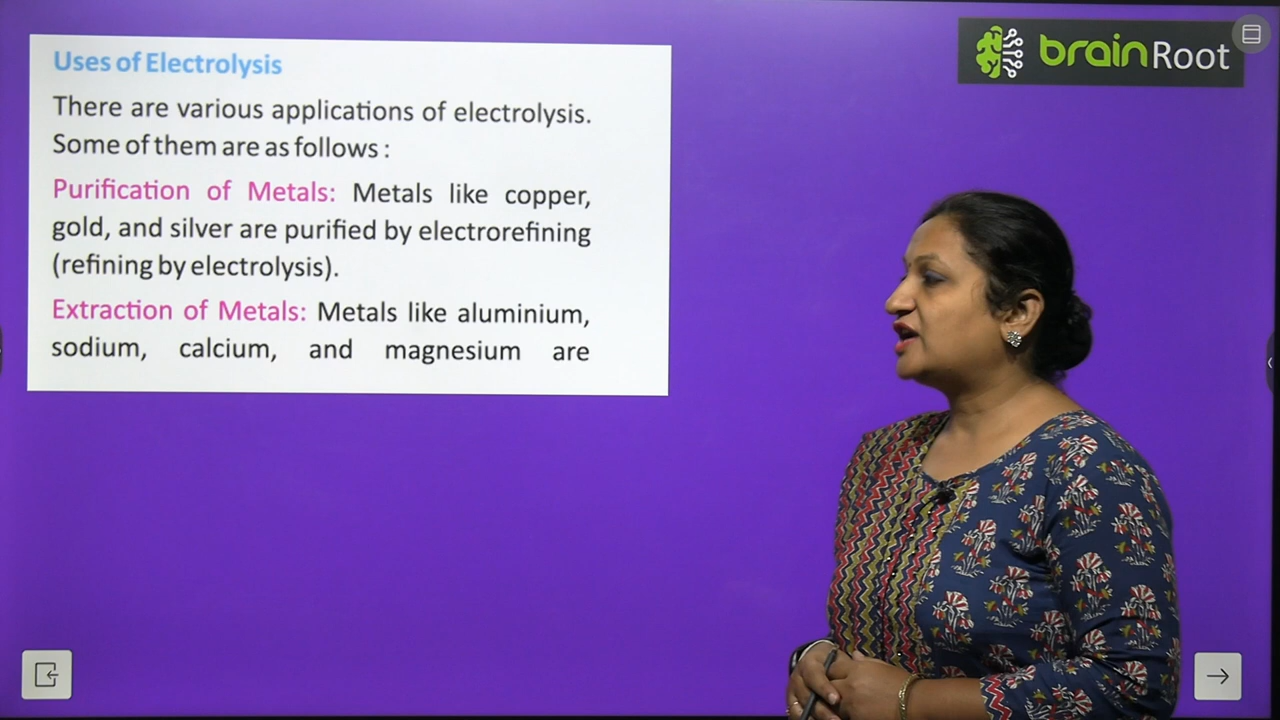 Uses of Electrolysis
There are various applications of electrolysis.
Some of them are as follows :
Purification of Metals: Metals like copper,
gold, and silver are purified by electrorefining
(refining by electrolysis).
Extraction of Metals: Metals like aluminium,
sodium, calcium, and magnesium are
brainRoot